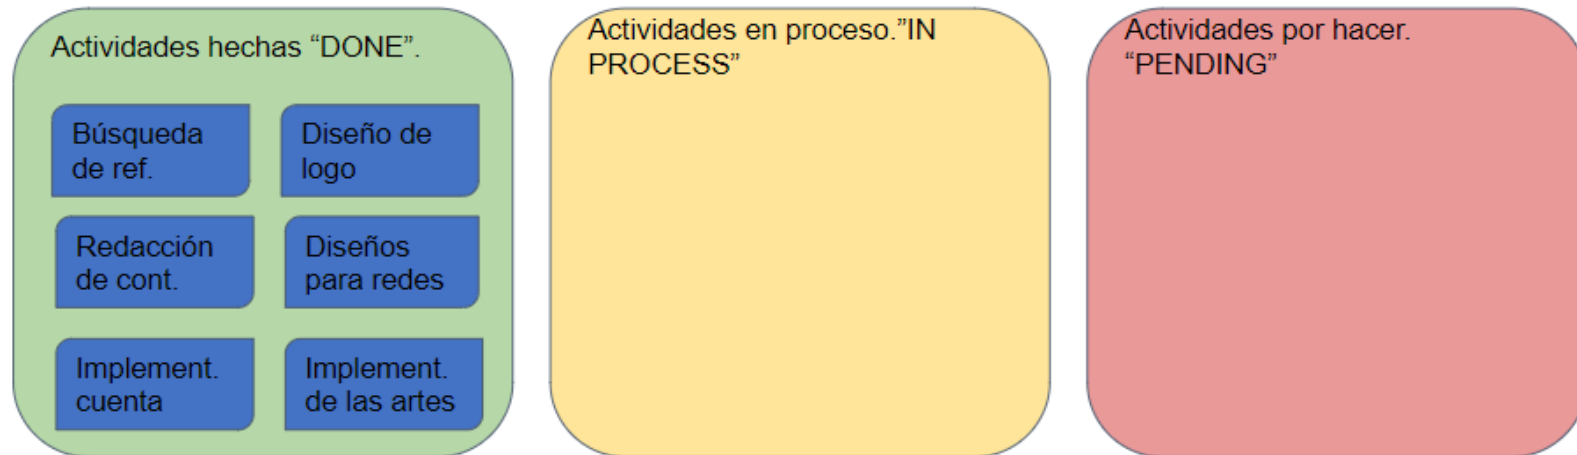 Actividades hechas “DONE”.
Búsqueda
de ref.
Diseño de
logo
Redacción
de cont.
Diseños
para redes
Implement.
cuenta
Implement.
de las artes
Actividades en proceso.”IN
PROCESS”
Actividades por hacer.
“PENDING”